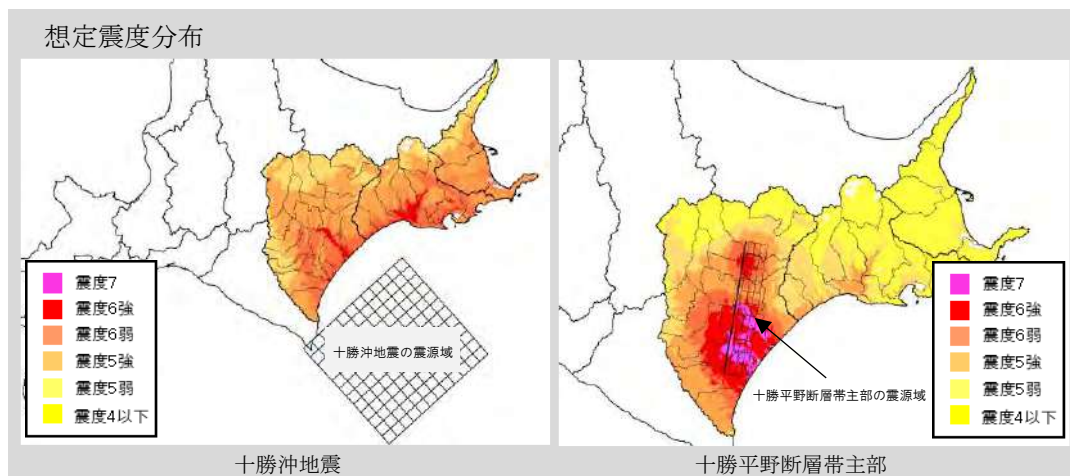 想定震度分布
震度7
震度6強
震度6弱
震度5強
震度5弱
震度4以下
十勝沖地震の震源域
十勝沖地震
震度7
震度6強
震度6弱
震度5強
震度5弱
震度4以下
十勝平野断層帯主部の震源域
十勝平野断層帯主部